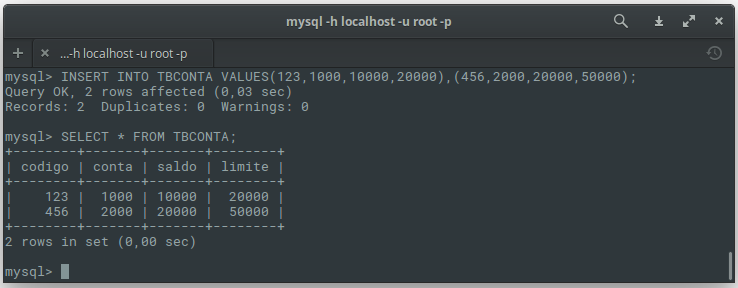 mysql -h localhost -u root -p
...-h localhost -u root -p
mysql> INSERT INTO TBCONTA VALUES(123,1000,10000,20000),(456,2000,20000,50000);
Query OK, 2 rows affected (0,03 sec)
Records: 2  Duplicates: 0  Warnings: 0
mysql> SELECT * FROM TBCONTA;
+--------+-------+-------+--------+
| codigo | conta | saldo | limite |
+--------+-------+-------+--------+
|    123 |  1000 | 10000 |  20000 |
|    456 |  2000 | 20000 |  50000 |
+--------+-------+-------+--------+
2 rows in set (0,00 sec)
mysql>